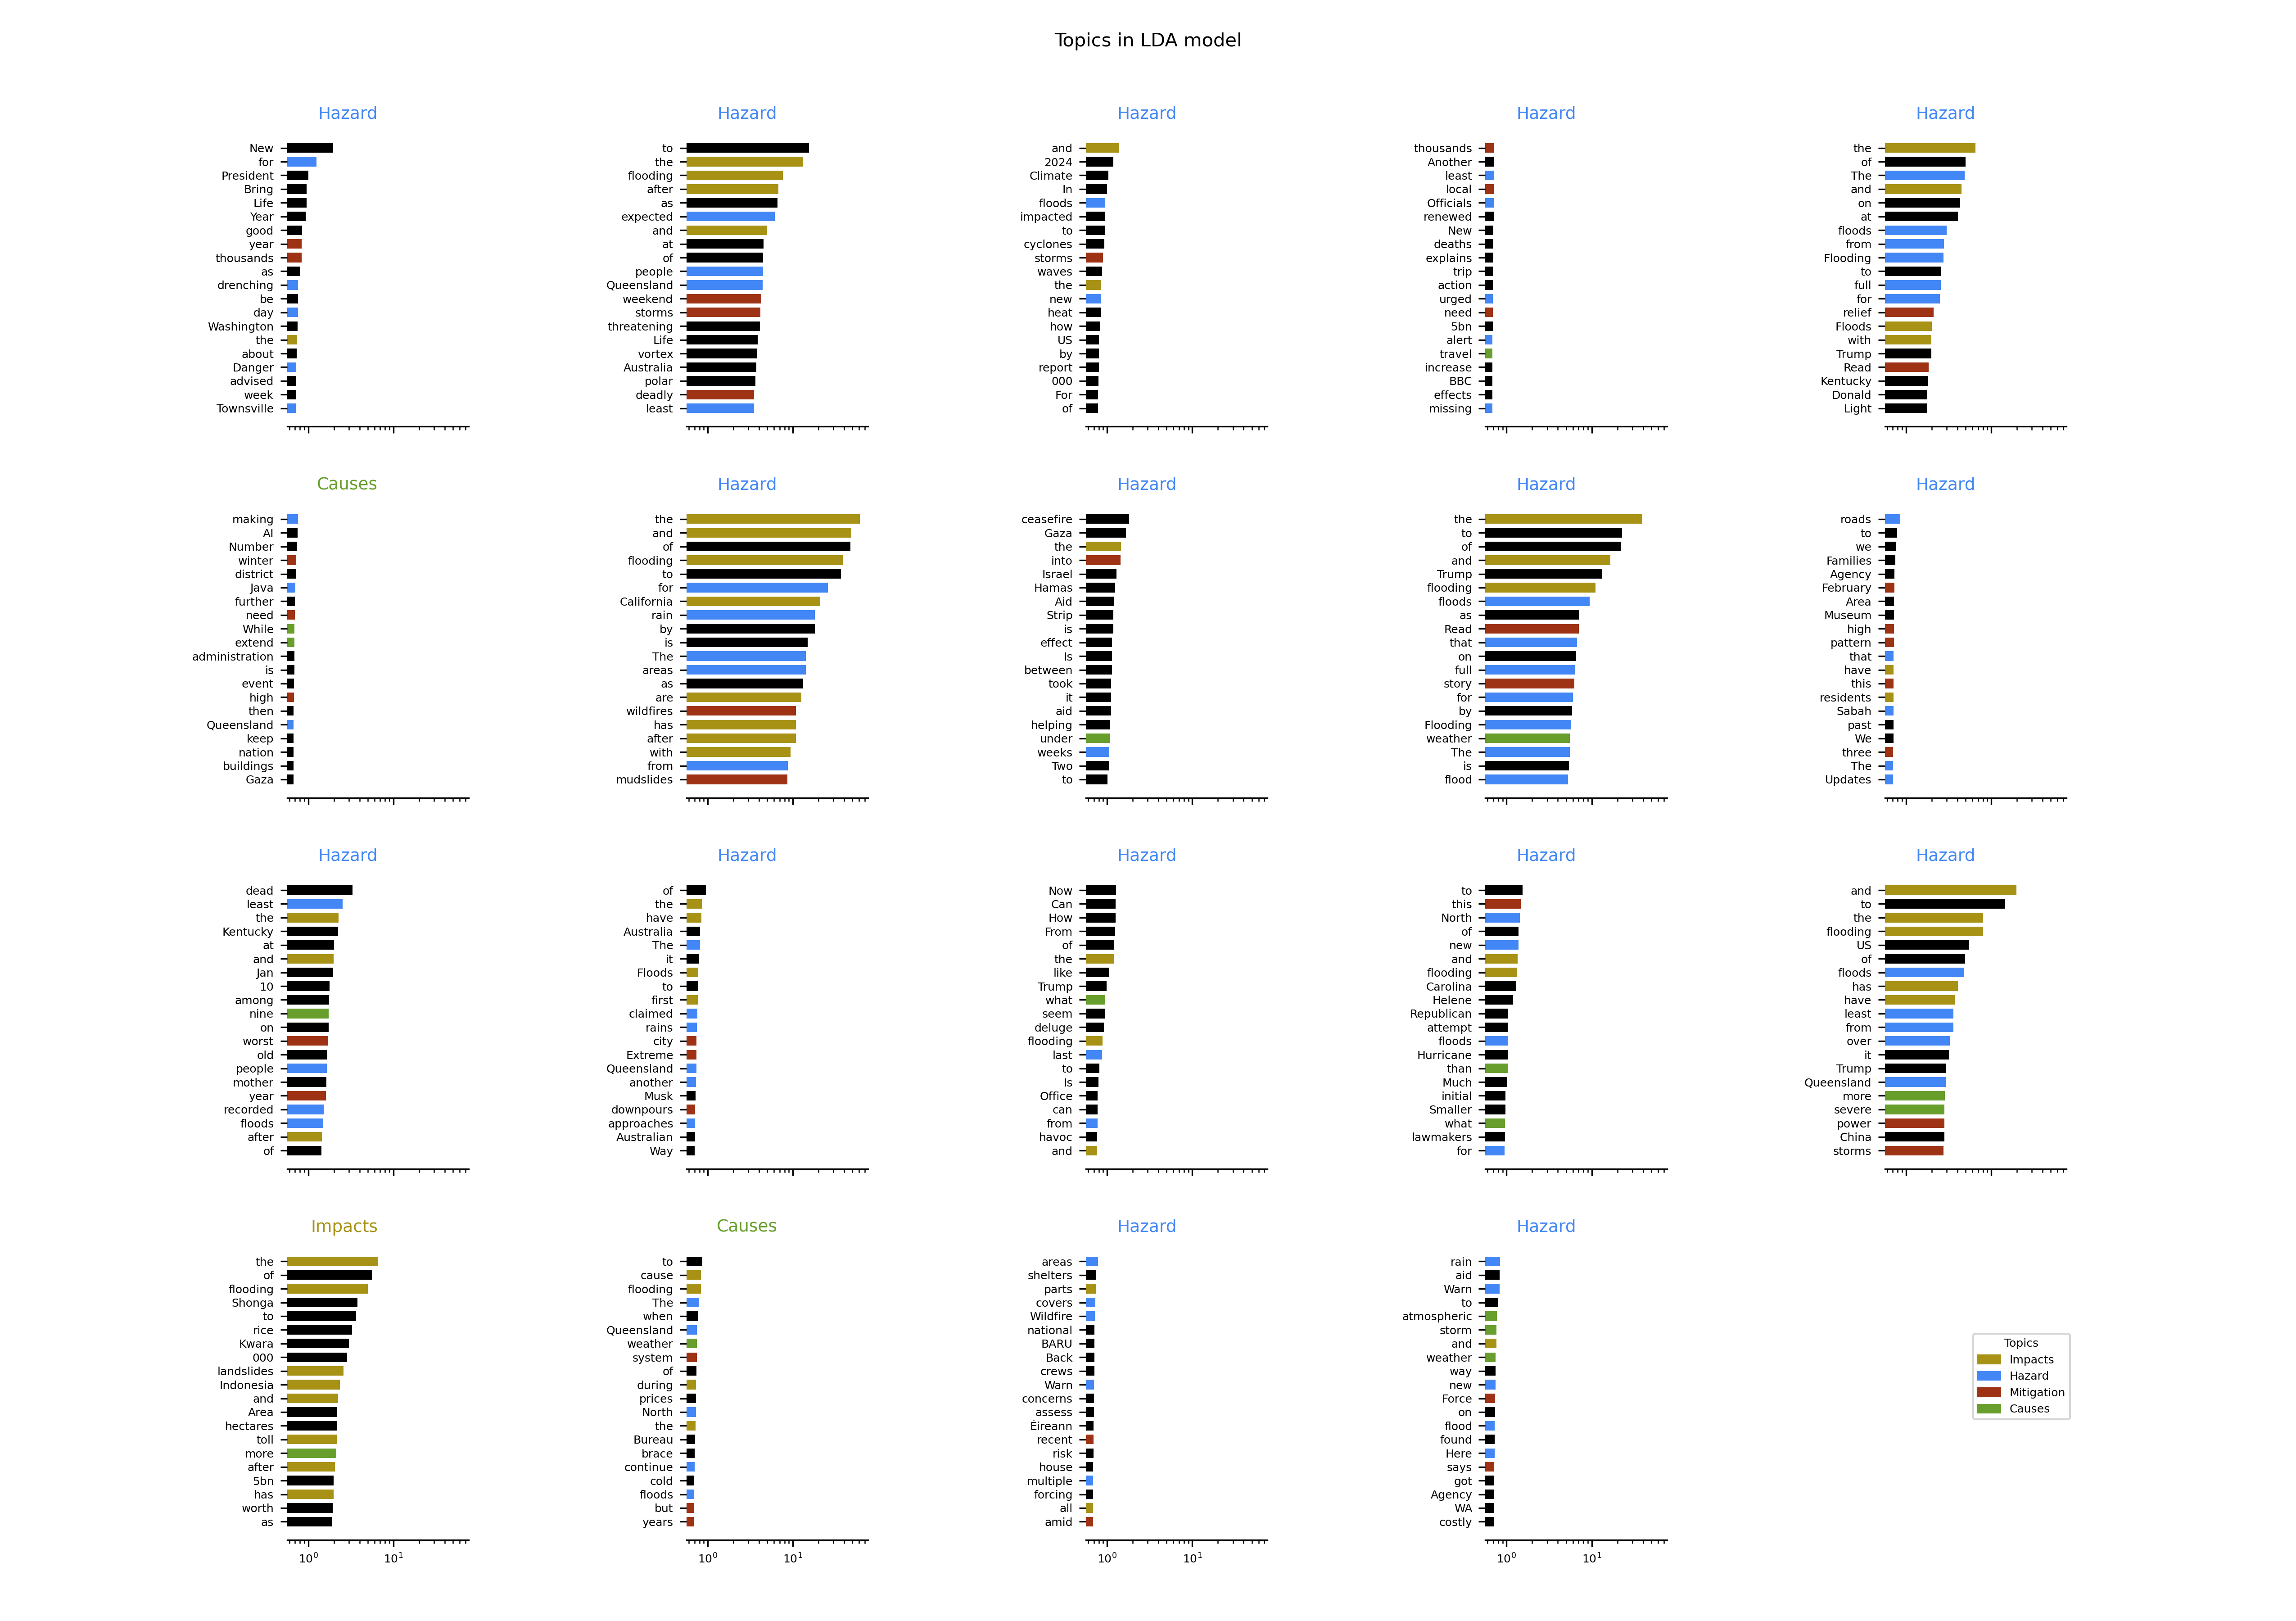 Topics in LDA model
Hazard
New
for
President
Bring
Life
Year
good
year
thousands
as
drenching
be
day
Washington
the
about
Danger
advised
week
Townsville
Hazard
to
the
flooding
after
as
expected
and
at
of
people
Queensland
weekend
storms
threatening
Life
vortex
Australia
polar
deadly
least
Hazard
and
2024
Climate
In
floods
impacted
to
cyclones
storms
waves
the
new
heat
how
US
by
report
000
For
of
Hazard
thousands
Another
least
local
Officials
renewed
New
deaths
explains
trip
action
urged
need
5bn
alert
travel
increase
BBC
effects
missing
Hazard
the
of
The
and
on
at
floods
from
Flooding
to
full
for
relief
Floods
with
Trump
Read
Kentucky
Donald
Light
Causes
making
AI
Number
winter
district
Java
further
need
While
extend
administration
is
event
high
then
Queensland
keep
nation
buildings
Gaza
Hazard
the
and
of
flooding
to
for
California
rain
by
is
The
areas
as
are
wildfires
has
after
with
from
mudslides
Hazard
ceasefire
Gaza
the
into
Israel
Hamas
Aid
Strip
is
effect
Is
between
took
it
aid
helping
under
weeks
Two
to
Hazard
the
to
of
and
Trump
flooding
floods
as
Read
that
on
full
story
for
by
Flooding
weather
The
is
flood
Hazard
roads
to
we
Families
Agency
February
Area
Museum
high
pattern
that
have
this
residents
Sabah
past
We
three
The
Updates
Hazard
dead
least
the
Kentucky
at
and
Jan
10
among
nine
on
worst
old
people
mother
year
recorded
floods
after
of
Hazard
of
the
have
Australia
The
it
Floods
to
first
claimed
rains
city
Extreme
Queensland
another
Musk
downpours
approaches
Australian
Way
Hazard
Now
Can
How
From
of
the
like
Trump
what
seem
deluge
flooding
last
to
Is
Office
can
from
havoc
and
Hazard
to
this
North
of
new
and
flooding
Carolina
Helene
Republican
attempt
floods
Hurricane
than
Much
initial
Smaller
what
lawmakers
for
Hazard
and
to
the
flooding
US
of
floods
has
have
least
from
over
it
Trump
Queensland
more
severe
power
China
storms
Impacts
the
of
flooding
Shonga
to
rice
Kwara
000
landslides
Indonesia
and
Area
hectares
toll
more
after
5bn
has
worth
as
10⁰ 10¹
Causes
to
cause
flooding
The
when
Queensland
weather
system
of
during
prices
North
the
Bureau
brace
continue
cold
floods
but
years
10⁰ 10¹
Hazard
areas
shelters
parts
covers
Wildfire
national
BARU
Back
crews
Warn
concerns
assess
Éireann
recent
risk
house
multiple
forcing
all
amid
10⁰ 10¹
Hazard
rain
aid
Warn
to
atmospheric
storm
and
weather
way
new
Force
on
flood
found
Here
says
got
Agency
WA
costly
10⁰ 10¹
Topics
Impacts
Hazard
Mitigation
Causes